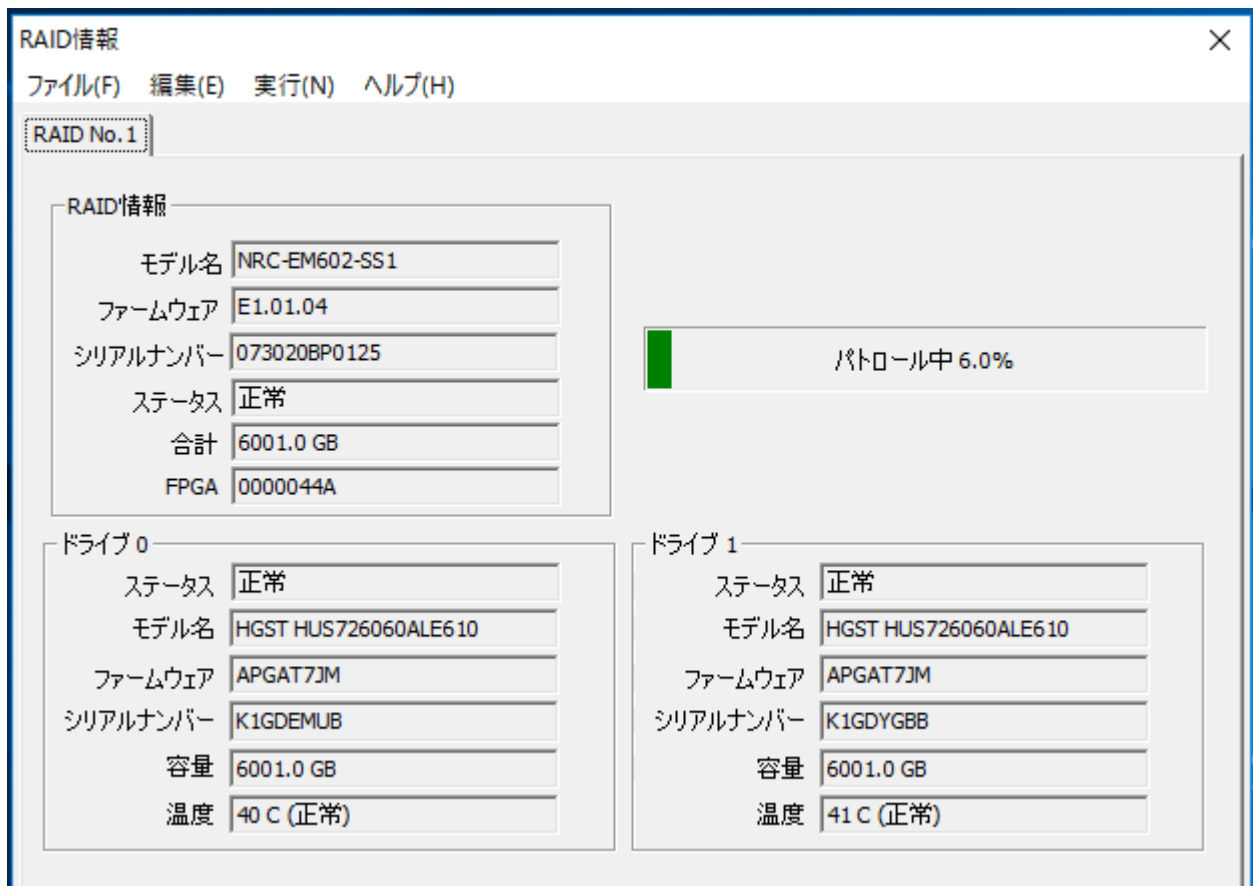 RAID情報
ファイル(F) 編集(E) 実行(N) ヘルプ(H)
RAID No.1
RAID情報
モデル名 NRC-EM602-SS1
ファームウェア E1.01.04
シリアルナンバー 073020BP0125
ステータス 正常
合計 6001.0 GB
FPGA 0000044A
パトロール中 6.0%
ドライブ 0
ステータス 正常
モデル名 HGST HUS726060ALE610
ファームウェア APGAT7JM
シリアルナンバー K1GDEMUB
容量 6001.0 GB
温度 40 C (正常)
ドライブ 1
ステータス 正常
モデル名 HGST HUS726060ALE610
ファームウェア APGAT7JM
シリアルナンバー K1GDYGBB
容量 6001.0 GB
温度 41 C (正常)